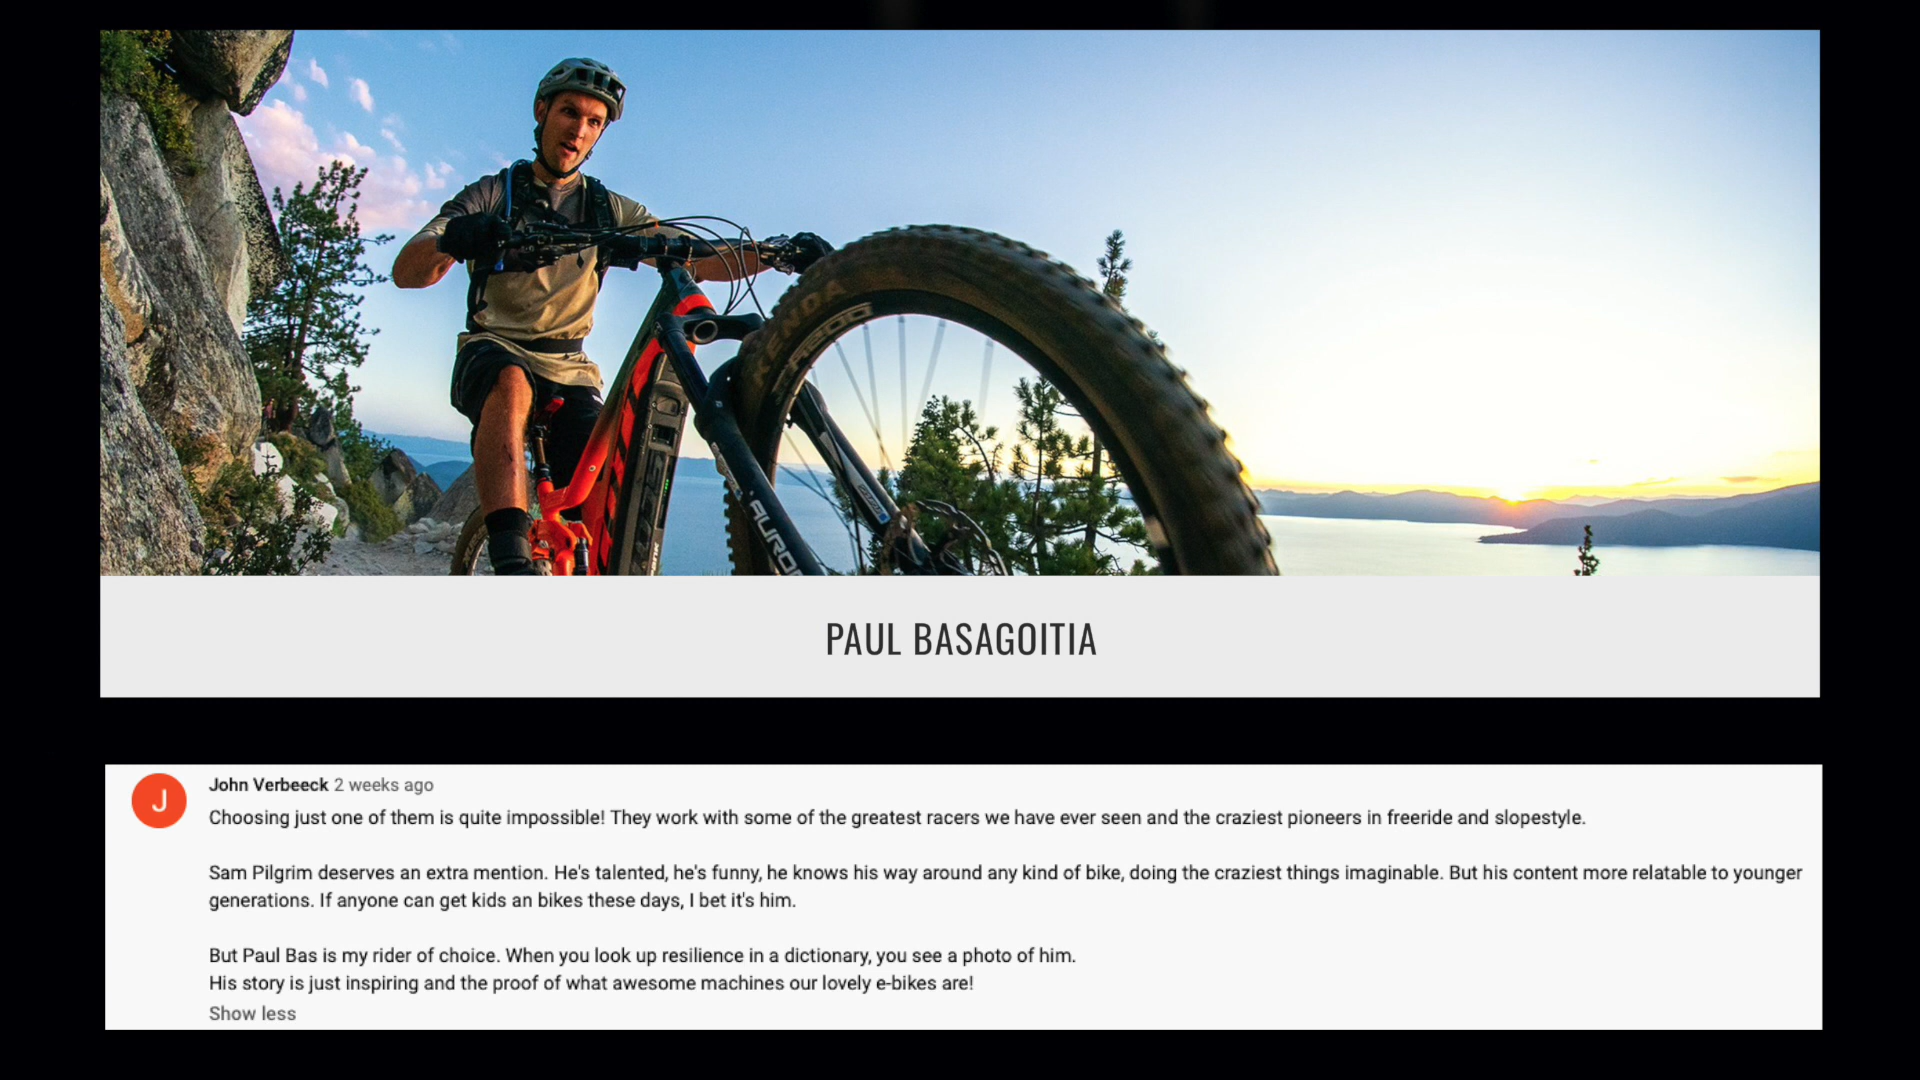 KENDA
AURON
PAUL BASAGOITIA
J
John Verbeeck 2 weeks ago
Choosing just one of them is quite impossible! They work with some of the greatest racers we have ever seen and the craziest pioneers in freeride and slopestyle.
Sam Pilgrim deserves an extra mention. He's talented, he's funny, he knows his way around any kind of bike, doing the craziest things imaginable. But his content more relatable to younger
generations. If anyone can get kids an bikes these days, I bet it's him.
But Paul Bas is my rider of choice. When you look up resilience in a dictionary, you see a photo of him.
His story is just inspiring and the proof of what awesome machines our lovely e-bikes are!
Show less